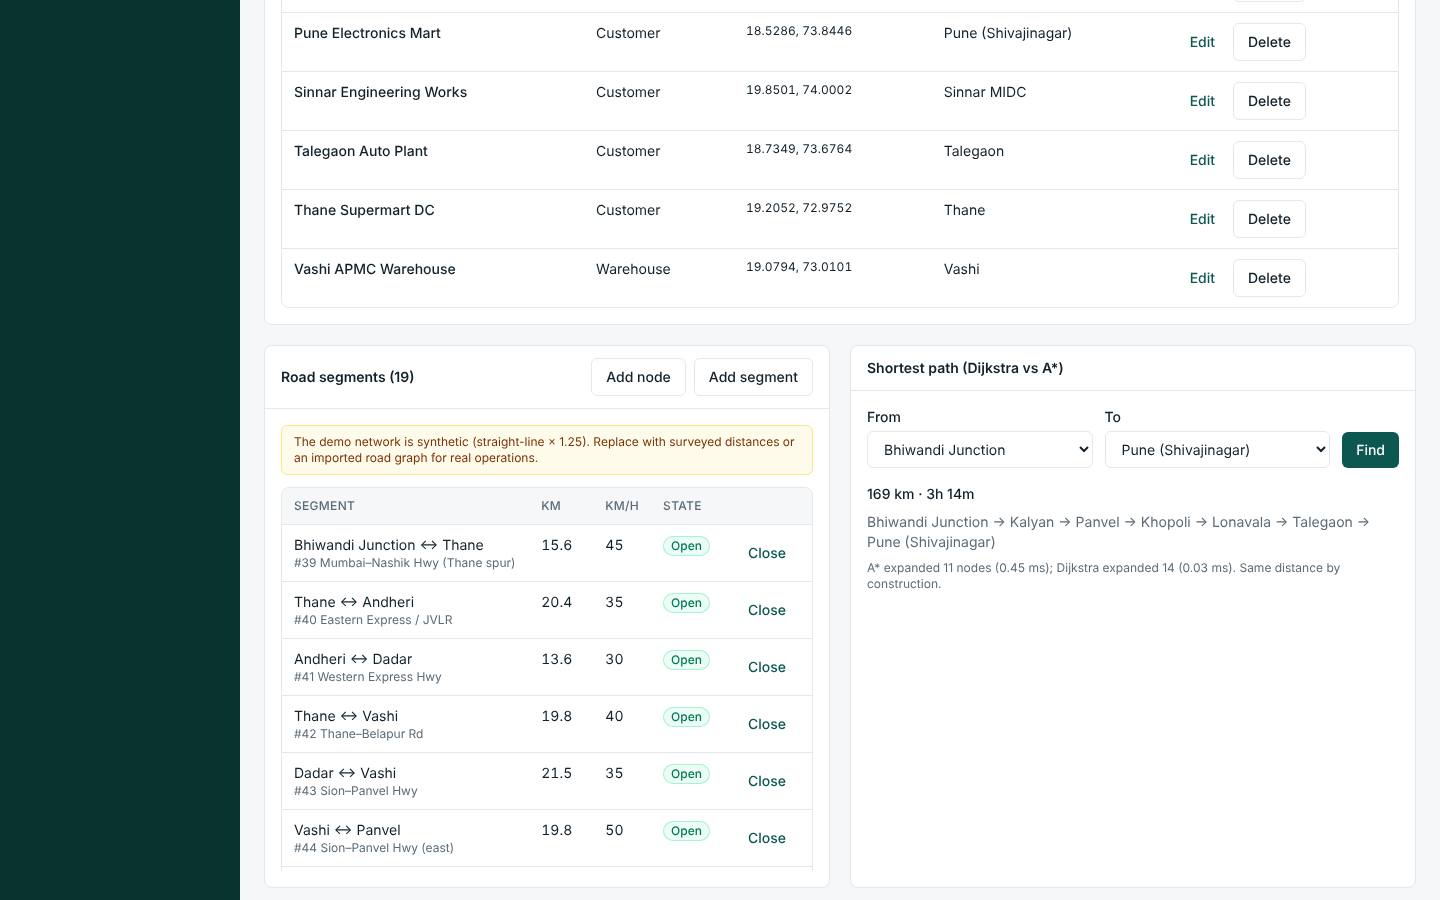 Pune Electronics Mart Customer 18.5286, 73.8446 Pune (Shivajinagar) Edit Delete
Sinnar Engineering Works Customer 19.8501, 74.0002 Sinnar MIDC Edit Delete
Talegaon Auto Plant Customer 18.7349, 73.6764 Talegaon Edit Delete
Thane Supermart DC Customer 19.2052, 72.9752 Thane Edit Delete
Vashi APMC Warehouse Warehouse 19.0794, 73.0101 Vashi Edit Delete
Road segments (19) Add node Add segment
The demo network is synthetic (straight-line × 1.25). Replace with surveyed distances or
an imported road graph for real operations.
SEGMENT KM KM/H STATE
Bhiwandi Junction ↔ Thane 15.6 45 Open Close
#39 Mumbai–Nashik Hwy (Thane spur)
Thane ↔ Andheri 20.4 35 Open Close
#40 Eastern Express / JVLR
Andheri ↔ Dadar 13.6 30 Open Close
#41 Western Express Hwy
Thane ↔ Vashi 19.8 40 Open Close
#42 Thane–Belapur Rd
Dadar ↔ Vashi 21.5 35 Open Close
#43 Sion–Panvel Hwy
Vashi ↔ Panvel 19.8 50 Open Close
#44 Sion–Panvel Hwy (east)
Shortest path (Dijkstra vs A*)
From To
Bhiwandi Junction Pune (Shivajinagar) Find
169 km · 3h 14m
Bhiwandi Junction → Kalyan → Panvel → Khopoli → Lonavala → Talegaon →
Pune (Shivajinagar)
A* expanded 11 nodes (0.45 ms); Dijkstra expanded 14 (0.03 ms). Same distance by
construction.